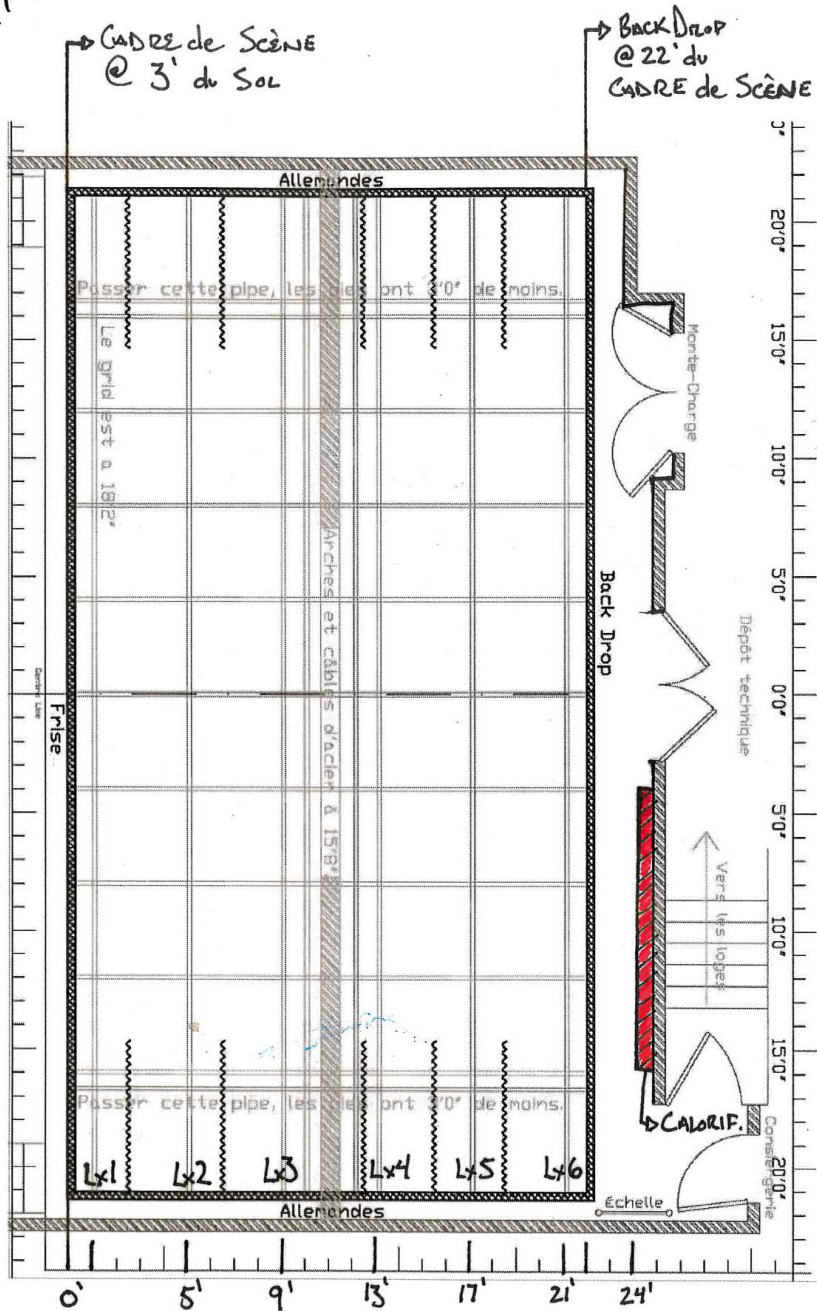 CADRE de SCÈNE
@ 3' du SOL
BACK DROP
@ 22' du
CADRE de SCÈNE
Allemandes
Passer cette pipe, les ont 3'0" de moins.
Le grid est à 18'2"
Arches et câbles d'acier à 15'8"
Back Drop
Frise
Centre Line
Monte-Charge
Dépôt technique
Vers les loges
CALORIF.
Conciergerie
Échelle
20'0"
15'0"
10'0"
5'0"
0'0"
5'0"
10'0"
15'0"
20'0"
Passer cette pipe, les ont 3'0" de moins.
Lx1 Lx2 Lx3 Lx4 Lx5 Lx6
Allemandes
0' 5' 9' 13' 17' 21' 24'